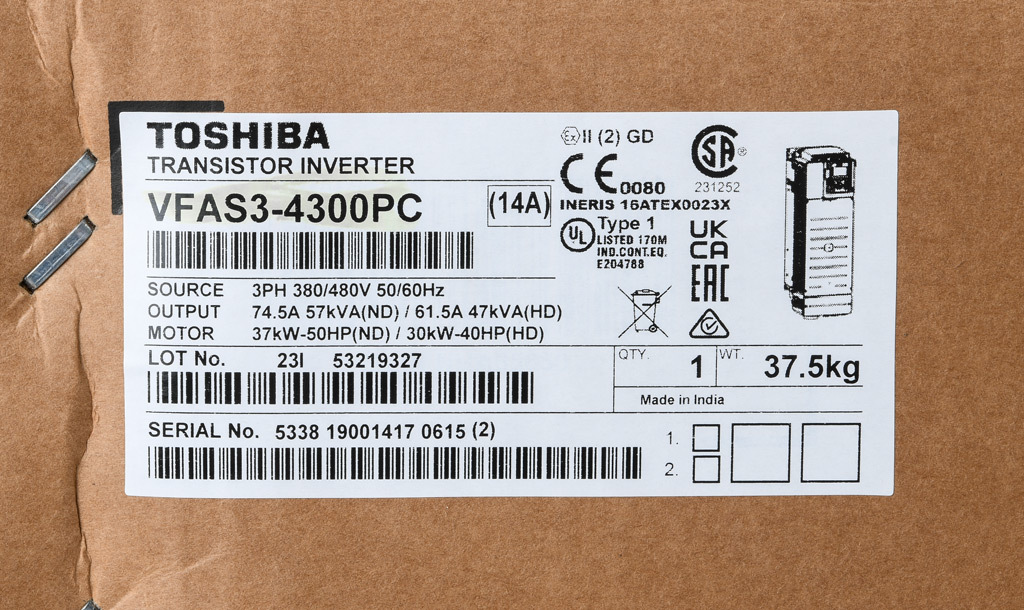 TOSHIBA
TRANSISTOR INVERTER
VFAS3-4300PC
(14A)
SOURCE 3PH 380/480V 50/60Hz
OUTPUT 74.5A 57kVA(ND) / 61.5A 47kVA(HD)
MOTOR 37kW-50HP(ND) / 30kW-40HP(HD)
Ex II (2) GD
CE 0080
INERIS 16ATEX0023X
UL Type 1
LISTED 170M
IND.CONT.EQ.
E204788
SA ®
231252
UK
CA
EAC
LOT No. 23I 53219327
QTY. 1 WT. 37.5kg
Made in India
SERIAL No. 5338 19001417 0615 (2)
1.
2.